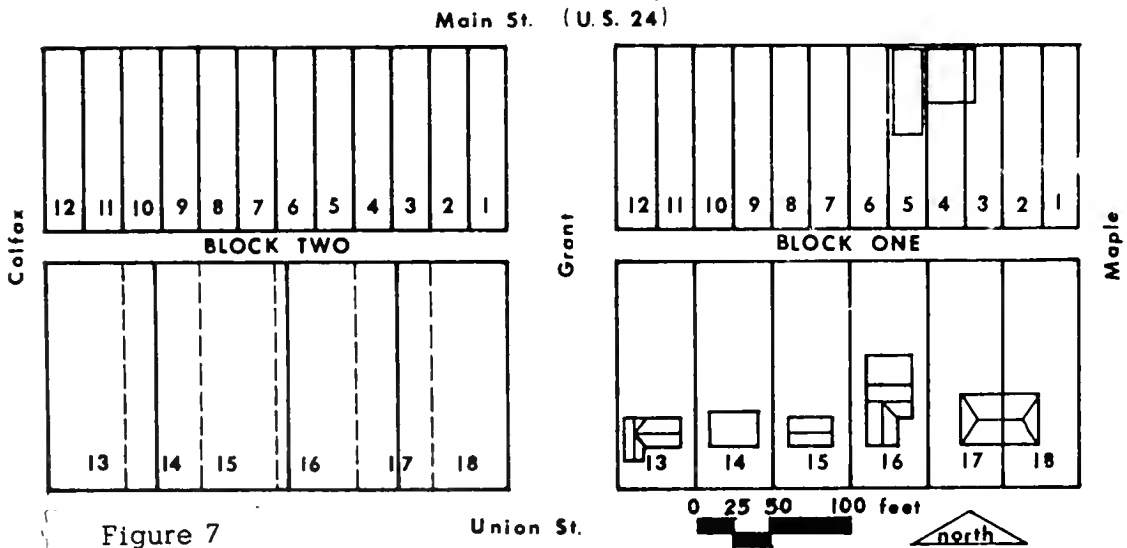 Main St. (U.S. 24)
12 11 10 9 8 7 6 5 4 3 2 1
12 11 10 9 8 7 6 5 4 3 2 1
Colfax
BLOCK TWO
Grant
BLOCK ONE
Maple
13 14 15 16 17 18
13 14 15 16 17 18
0 25 50 100 feet
Figure 7
Union St.
north